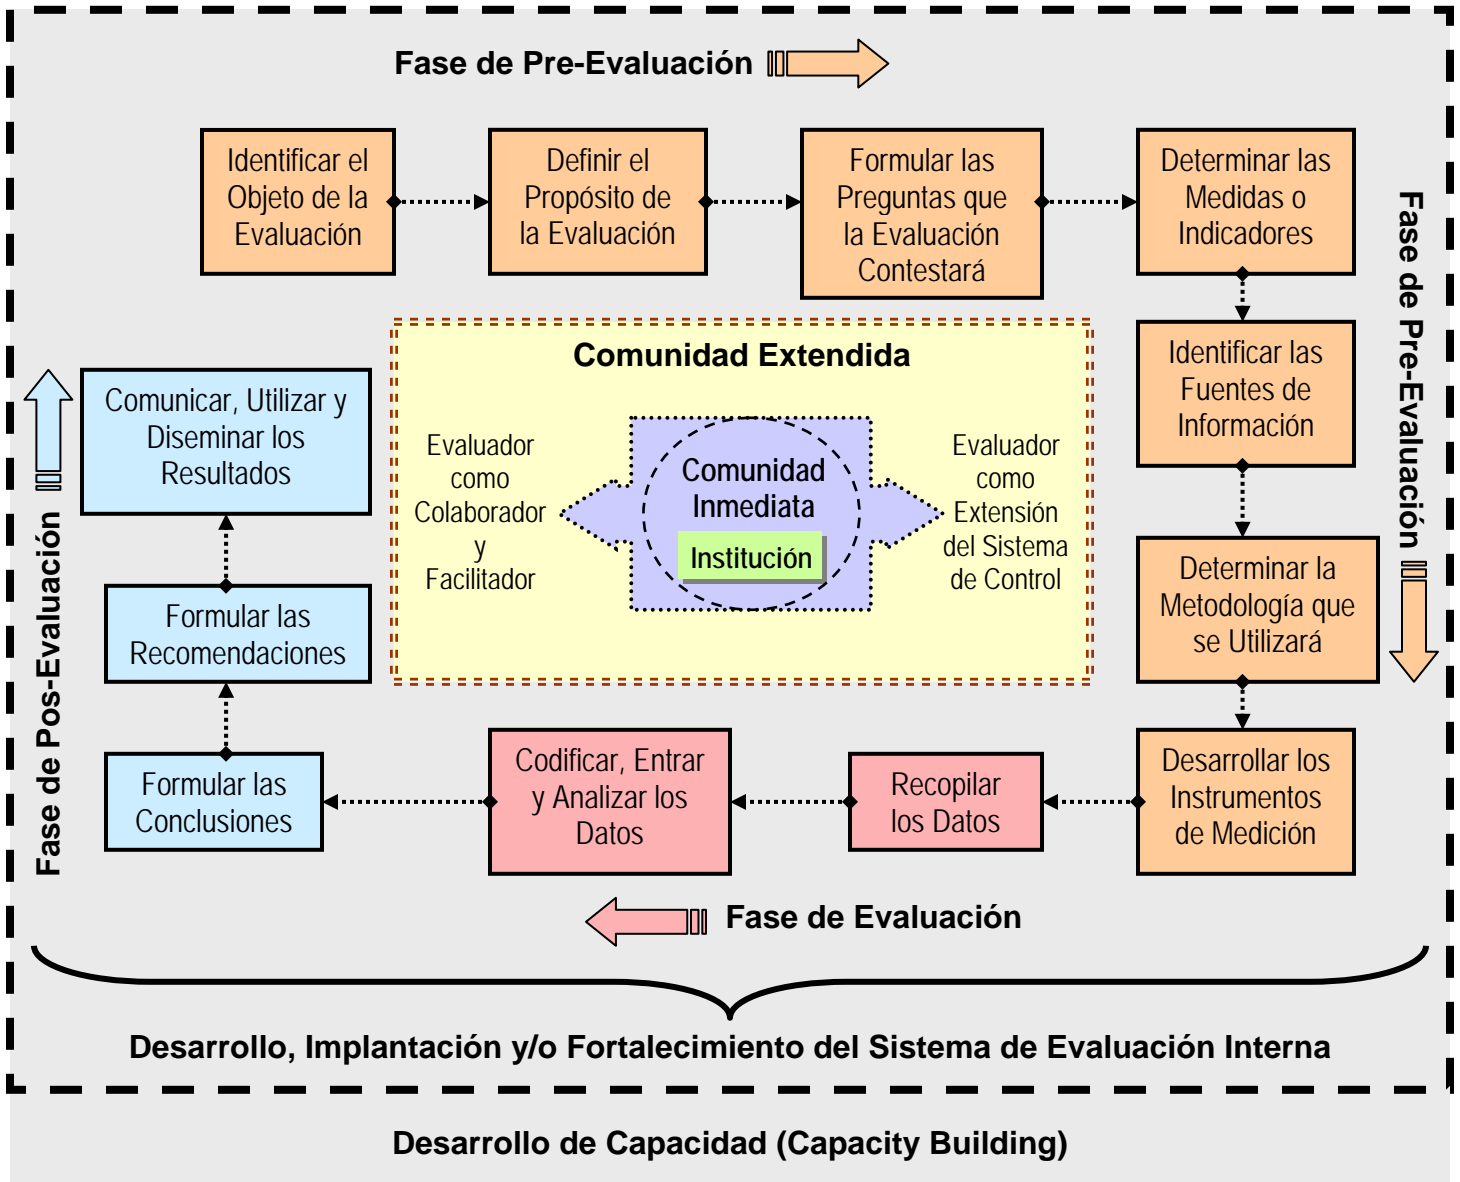 Fase de Pre-Evaluación
Identificar el
Objeto de la
Evaluación
Definir el
Propósito de
la Evaluación
Formular las
Preguntas que
la Evaluación
Contestará
Determinar las
Medidas o
Indicadores
Fase de Pre-Evaluación
Identificar las
Fuentes de
Información
Determinar la
Metodología que
se Utilizará
Desarrollar los
Instrumentos
de Medición
Recopilar
los Datos
Codificar, Entrar
y Analizar los
Datos
Fase de Evaluación
Formular las
Conclusiones
Formular las
Recomendaciones
Comunicar, Utilizar y
Diseminar los
Resultados
Fase de Pos-Evaluación
Comunidad Extendida
Evaluador
como
Colaborador
y
Facilitador
Comunidad
Inmediata
Institución
Evaluador
como
Extensión
del Sistema
de Control
Desarrollo, Implantación y/o Fortalecimiento del Sistema de Evaluación Interna
Desarrollo de Capacidad (Capacity Building)